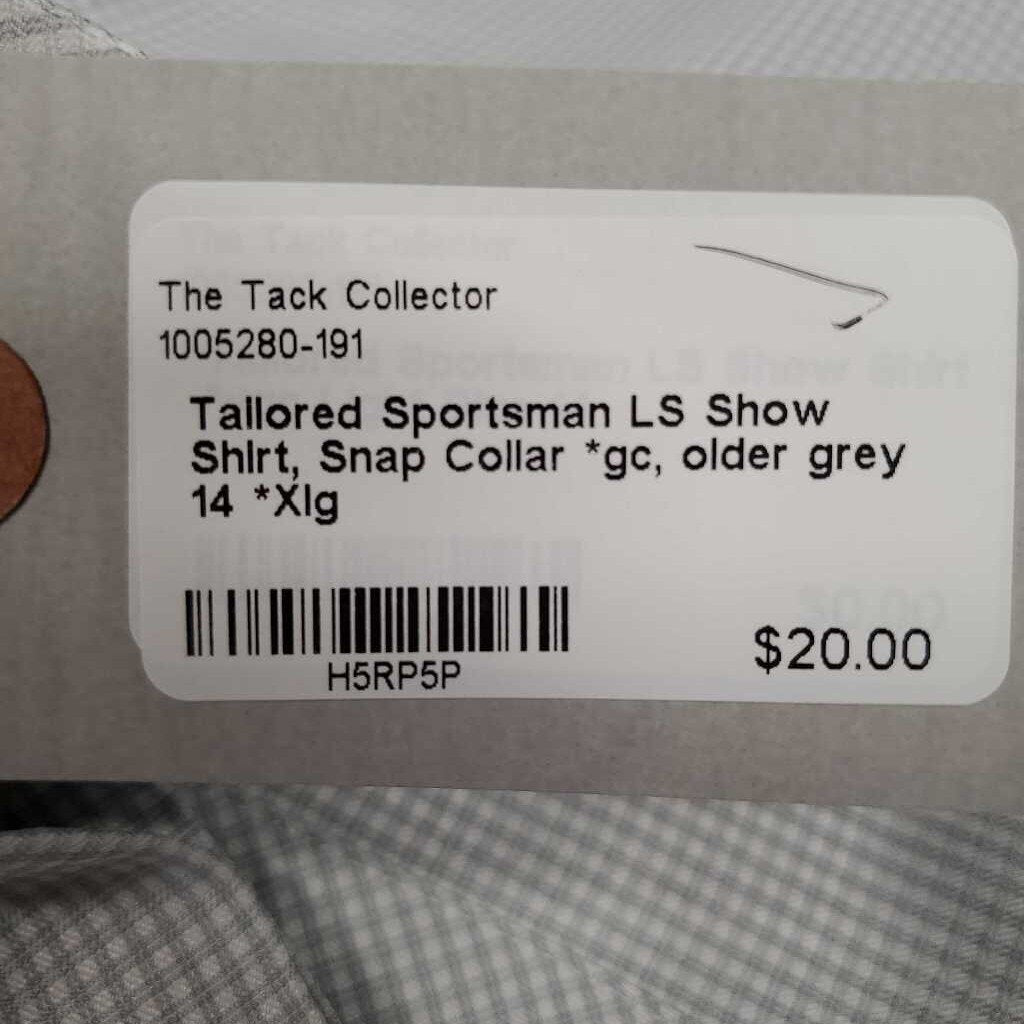 The Tack Collector
1005280-191
Tailored Sportsman LS Show
Shirt, Snap Collar *gc, older grey
14 *Xlg
H5RP5P
$20.00